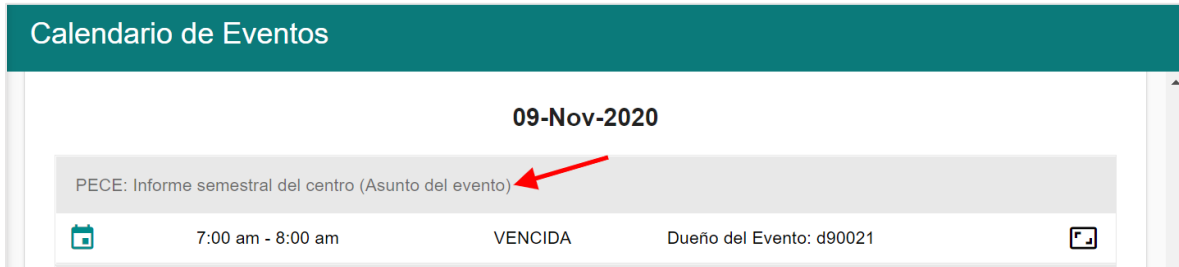 Calendario de Eventos
09-Nov-2020
PECE: Informe semestral del centro (Asunto del evento)
7:00 am - 8:00 am VENCIDA Dueño del Evento: d90021